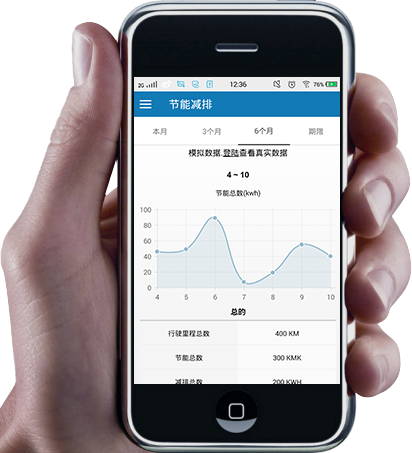 2G 12:36 76%
节能减排
本月 3个月 6个月 期限
模拟数据,登陆查看真实数据
4 ~ 10
节能总数(kwh)
100
80
60
40
20
0
4 5 6 7 8 9 10
总的
行驶里程总数 400 KM
节能总数 300 KMK
减排总数 200 KWH